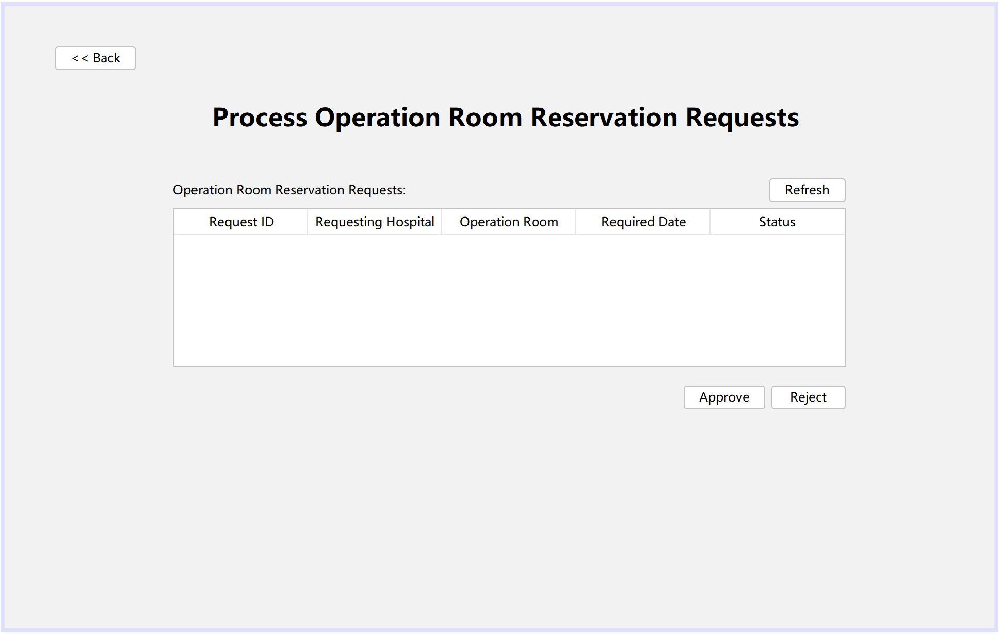 << Back
Process Operation Room Reservation Requests
Operation Room Reservation Requests:
Refresh
Request ID
Requesting Hospital
Operation Room
Required Date
Status
Approve
Reject